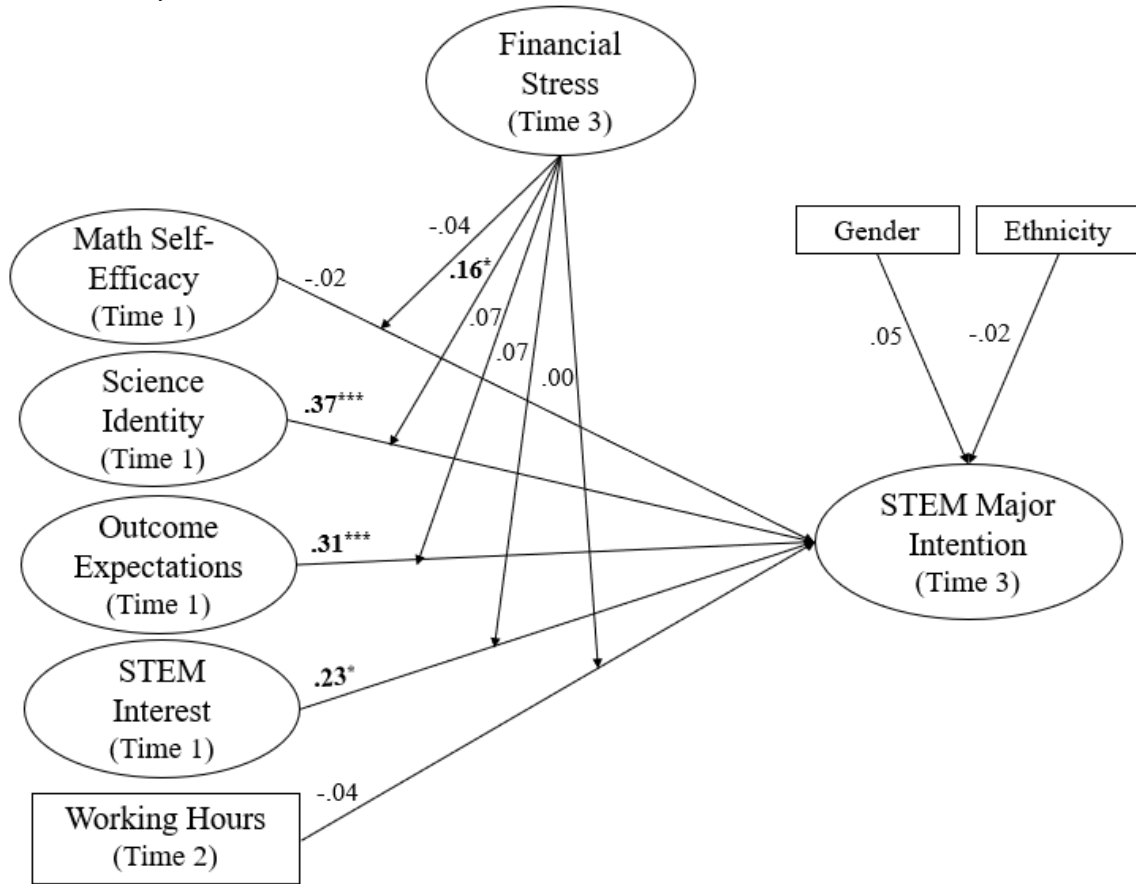 Financial
Stress
(Time 3)
Math Self-
Efficacy
(Time 1)
-.02
-.04
.16*
.07
.07
.00
Gender
Ethnicity
.05
-.02
Science
Identity
(Time 1)
.37***
Outcome
Expectations
(Time 1)
.31***
STEM Major
Intention
(Time 3)
STEM
Interest
(Time 1)
.23*
Working Hours
(Time 2)
-.04